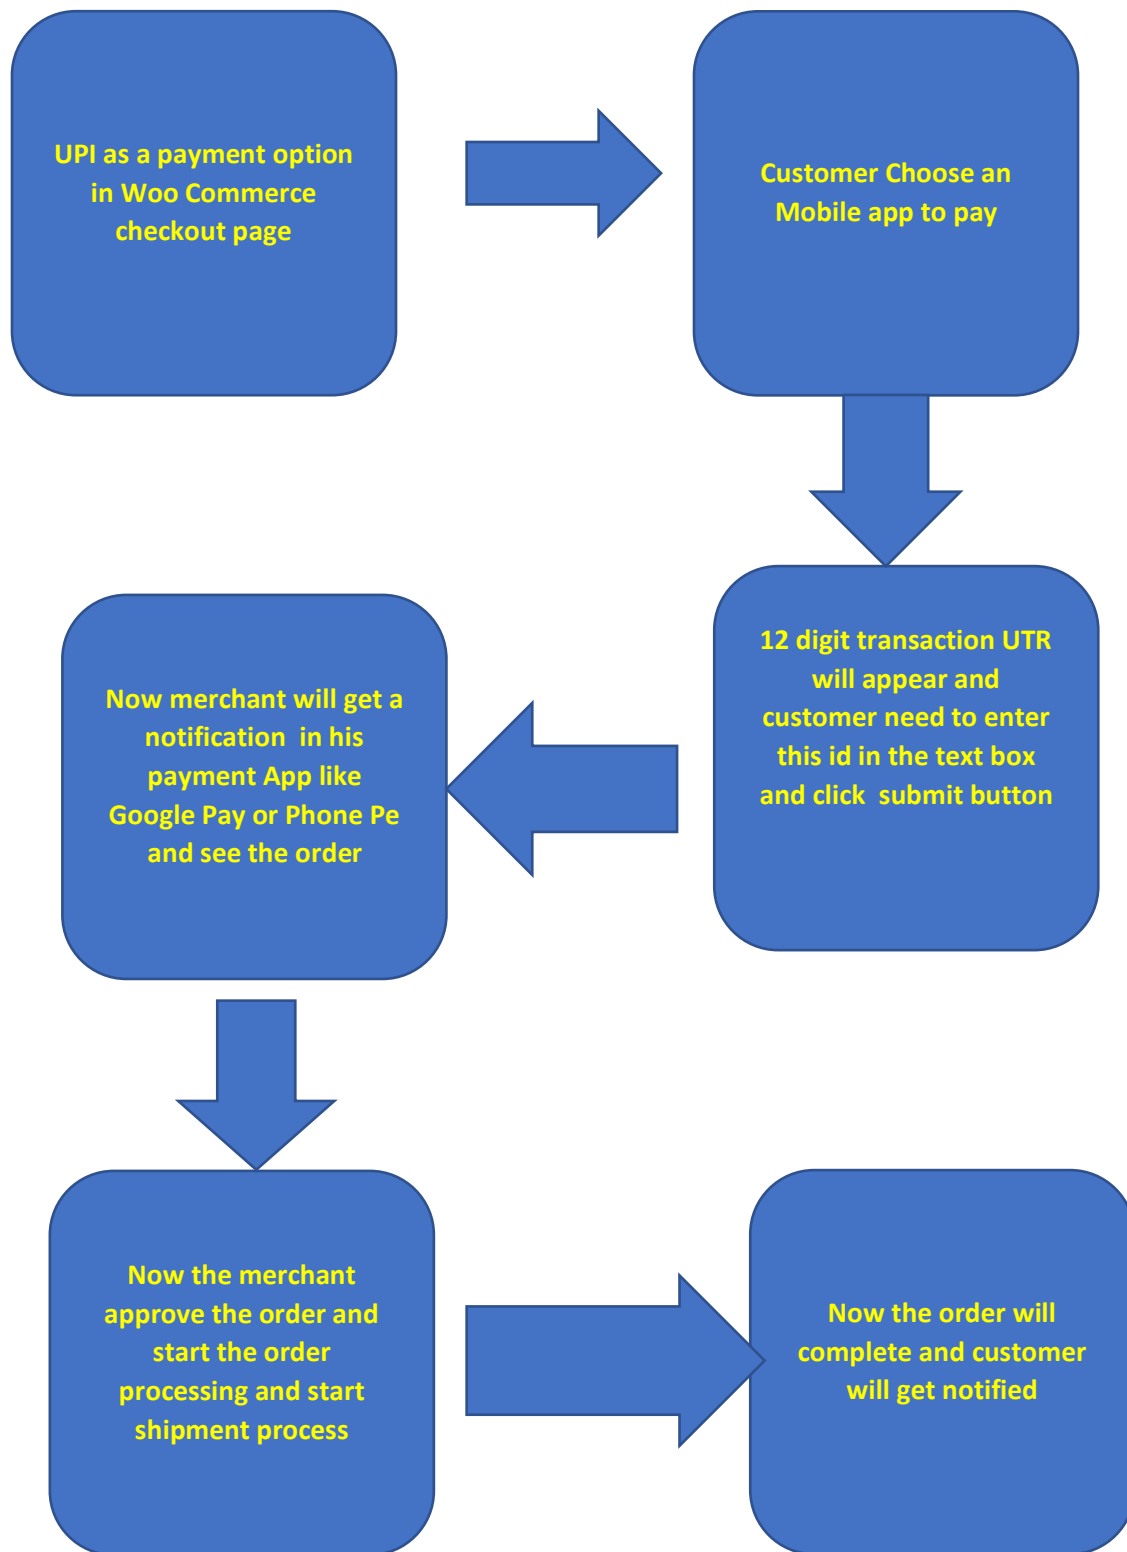 UPI as a payment option
in Woo Commerce
checkout page
Customer Choose an
Mobile app to pay
12 digit transaction UTR
will appear and
customer need to enter
this id in the text box
and click  submit button
Now merchant will get a
notification  in his
payment App like
Google Pay or Phone Pe
and see the order
Now the merchant
approve the order and
start the order
processing and start
shipment process
Now the order will
complete and customer
will get notified